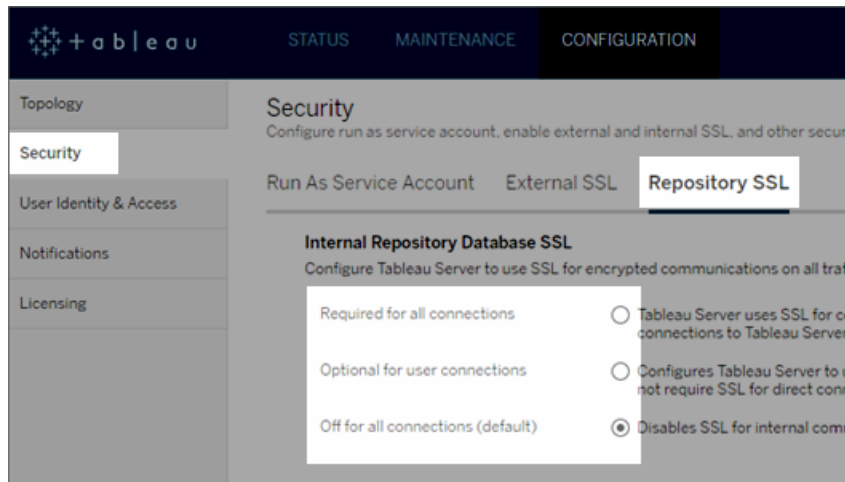 + a b | e a u
STATUS
MAINTENANCE
CONFIGURATION
Topology
Security
User Identity & Access
Notifications
Licensing
Security
Configure run as service account, enable external and internal SSL, and other secur
Run As Service Account
External SSL
Repository SSL
Internal Repository Database SSL
Configure Tableau Server to use SSL for encrypted communications on all traf
Required for all connections
Tableau Server uses SSL for c
connections to Tableau Server
Optional for user connections
Configures Tableau Server to u
not require SSL for direct conn
Off for all connections (default)
Disables SSL for internal comm